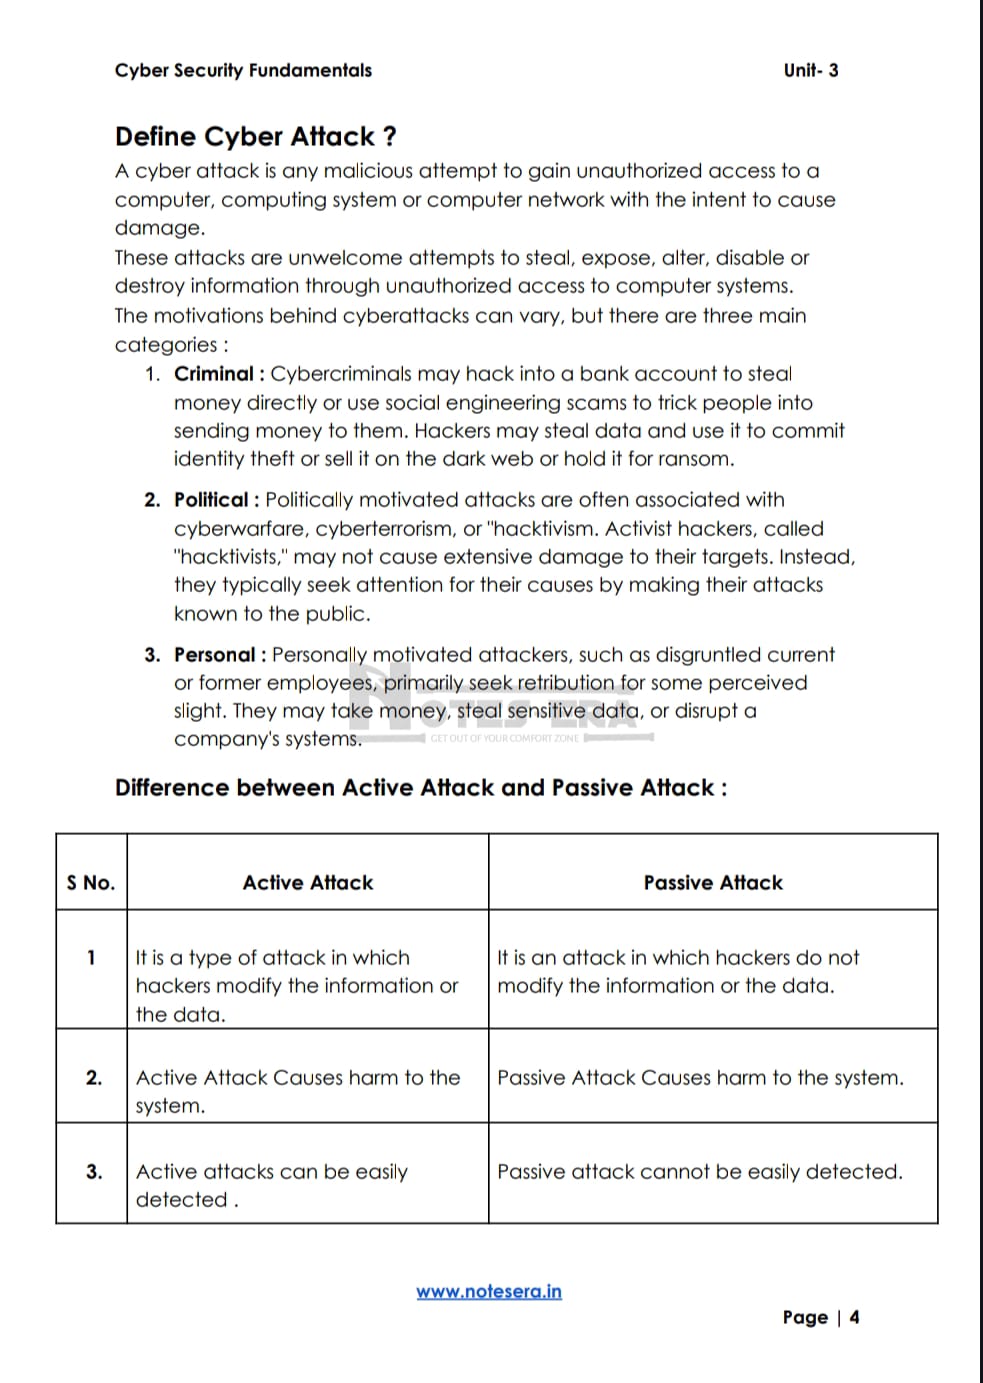 Cyber Security Fundamentals Unit- 3
Define Cyber Attack ?
A cyber attack is any malicious attempt to gain unauthorized access to a
computer, computing system or computer network with the intent to cause
damage.
These attacks are unwelcome attempts to steal, expose, alter, disable or
destroy information through unauthorized access to computer systems.
The motivations behind cyberattacks can vary, but there are three main
categories :
1. Criminal : Cybercriminals may hack into a bank account to steal
money directly or use social engineering scams to trick people into
sending money to them. Hackers may steal data and use it to commit
identity theft or sell it on the dark web or hold it for ransom.
2. Political : Politically motivated attacks are often associated with
cyberwarfare, cyberterrorism, or "hacktivism. Activist hackers, called
"hacktivists," may not cause extensive damage to their targets. Instead,
they typically seek attention for their causes by making their attacks
known to the public.
3. Personal : Personally motivated attackers, such as disgruntled current
or former employees, primarily seek retribution for some perceived
slight. They may take money, steal sensitive data, or disrupt a
company's systems.
NOTES ERA
GET OUT OF YOUR COMFORT ZONE
Difference between Active Attack and Passive Attack :
S No. Active Attack Passive Attack
1 It is a type of attack in which It is an attack in which hackers do not
hackers modify the information or modify the information or the data.
the data.
2. Active Attack Causes harm to the Passive Attack Causes harm to the system.
system.
3. Active attacks can be easily Passive attack cannot be easily detected.
detected .
www.notesera.in
Page | 4